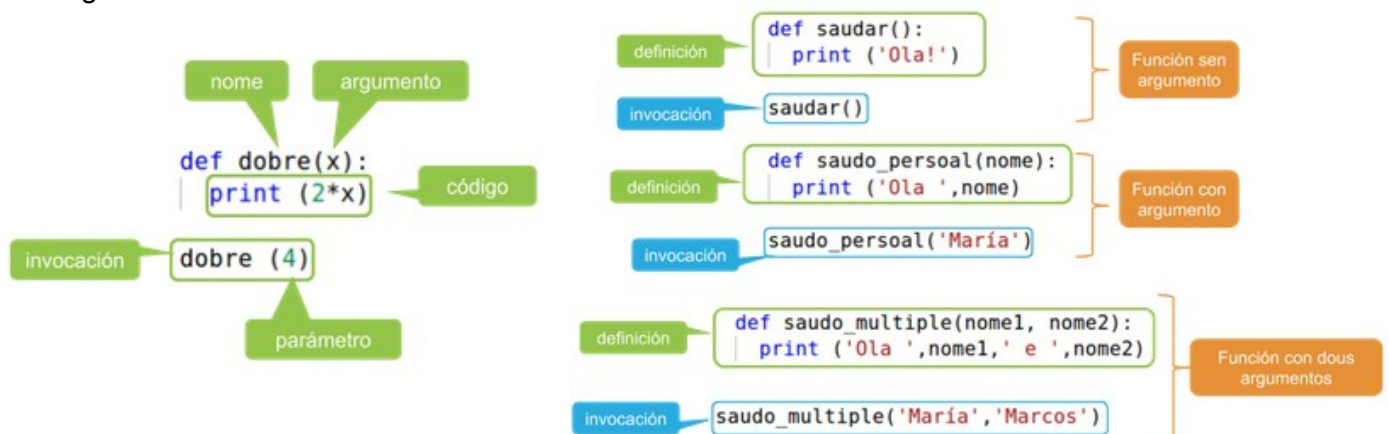 nome
argumento
def dobre(x):
print (2*x)
código
invocación
dobre (4)
parámetro
definición
def saudar():
print ('Ola!')
invocación
saudar()
Función sen
argumento
definición
def saudo_persoal(nome):
print ('Ola ',nome)
invocación
saudo_persoal('María')
Función con
argumento
definición
def saudo_multiple(nome1, nome2):
print ('Ola ',nome1,' e ',nome2)
invocación
saudo_multiple('María','Marcos')
Función con dous
argumentos